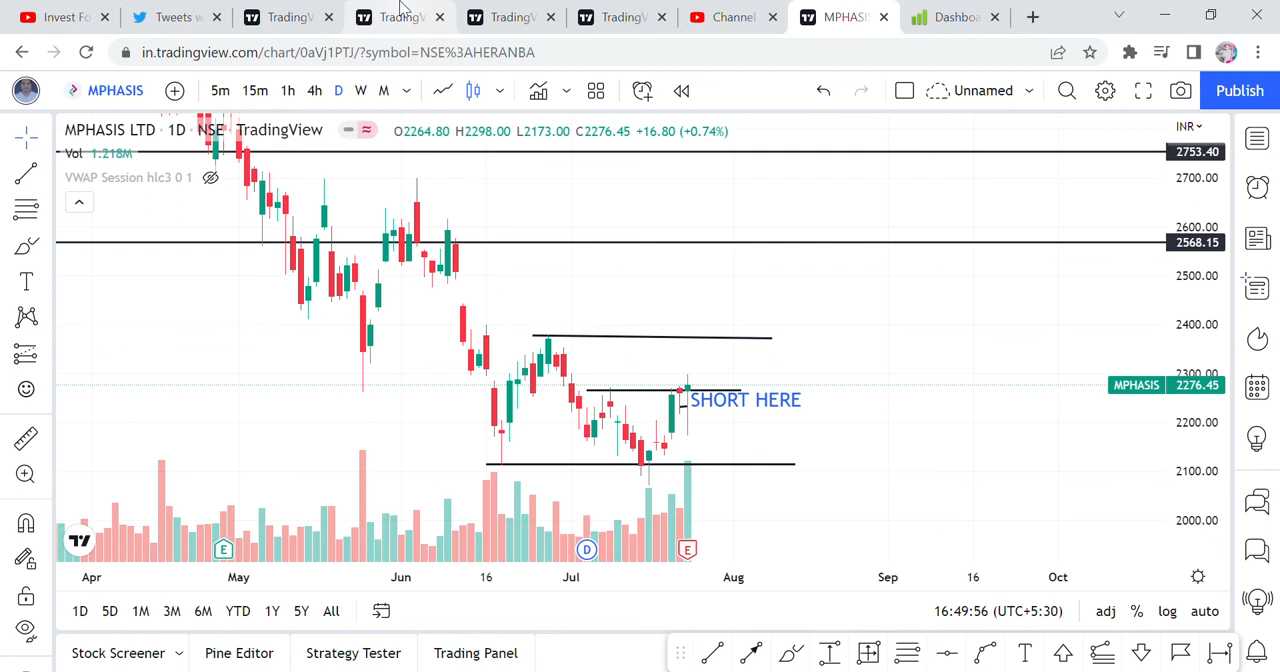 Invest Fo
Tweets w
TradingV
TradingV
TradingV
TradingV
Channel
MPHASIS
Dashboa
in.tradingview.com/chart/0aVj1PTJ/?symbol=NSE%3AHERANBA
MPHASIS 5m 15m 1h 4h D W M Unnamed Publish
MPHASIS LTD · 1D · NSE · TradingView O2264.80 H2298.00 L2173.00 C2276.45 +16.80 (+0.74%)
INR
Vol 1.218M
VWAP Session hlc3 0 1
2753.40
2700.00
2600.00
2568.15
2500.00
2400.00
2300.00
MPHASIS 2276.45
SHORT HERE
2200.00
2100.00
2000.00
E D E
Apr May Jun 16 Jul Aug Sep 16 Oct
1D 5D 1M 3M 6M YTD 1Y 5Y All 16:49:56 (UTC+5:30) adj % log auto
Stock Screener Pine Editor Strategy Tester Trading Panel